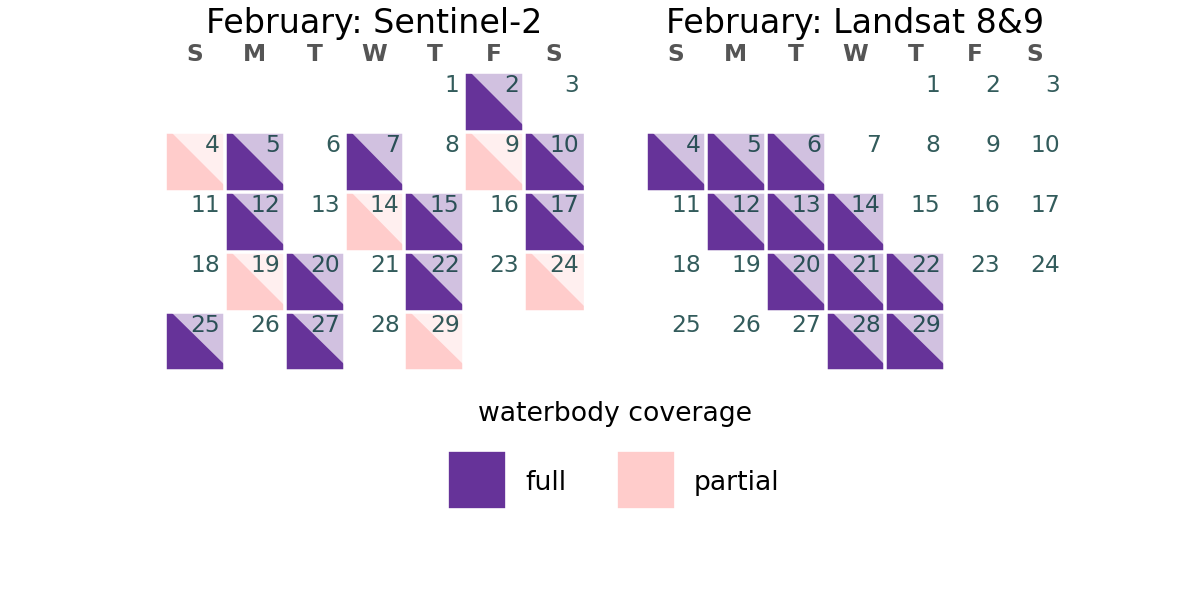 February: Sentinel-2
S M T W T F S
1 2 3
4 5 6 7 8 9 10
11 12 13 14 15 16 17
18 19 20 21 22 23 24
25 26 27 28 29
February: Landsat 8&9
S M T W T F S
1 2 3
4 5 6 7 8 9 10
11 12 13 14 15 16 17
18 19 20 21 22 23 24
25 26 27 28 29
waterbody coverage
full
partial